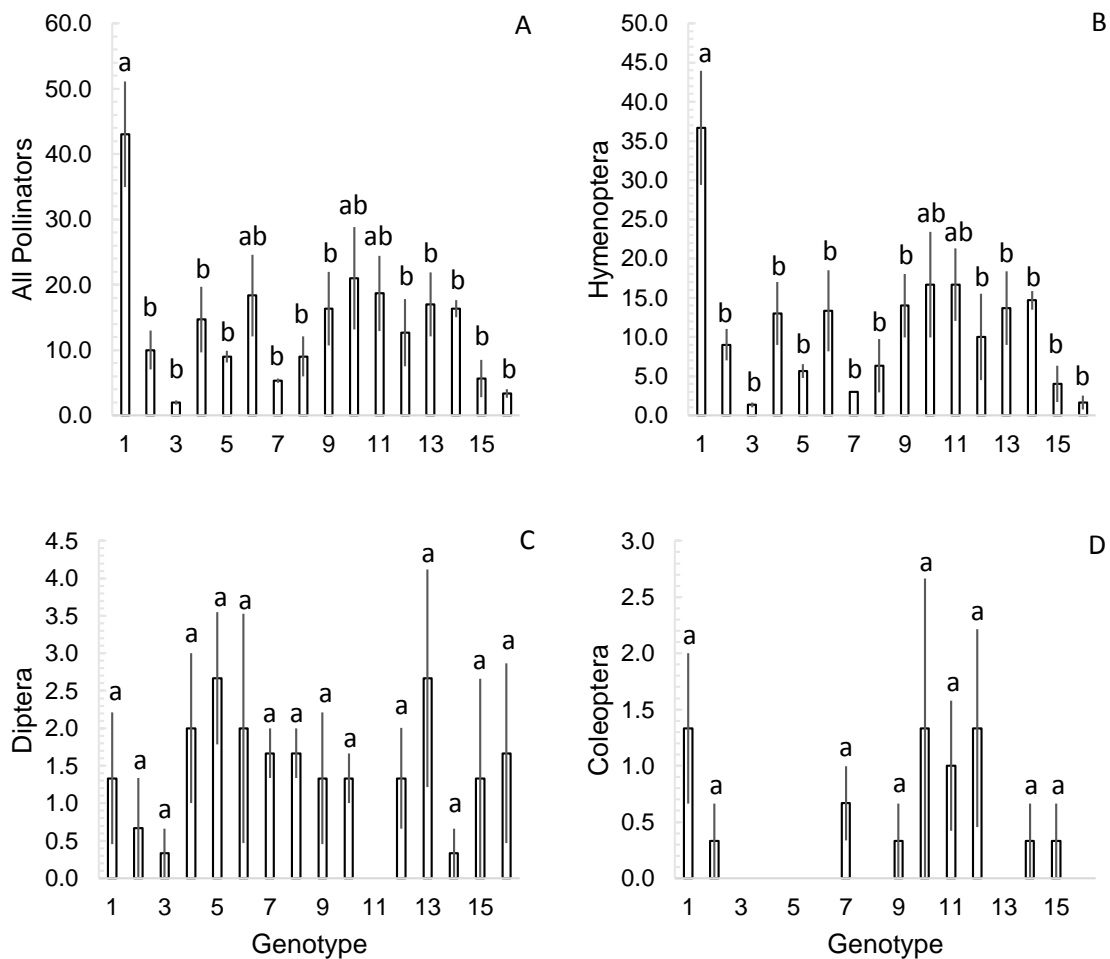 A
All Pollinators
60.0
50.0
40.0
30.0
20.0
10.0
0.0
a b b b b ab b b b ab ab b b b b b
1 3 5 7 9 11 13 15
B
Hymenoptera
50.0
45.0
40.0
35.0
30.0
25.0
20.0
15.0
10.0
5.0
0.0
a b b b b b b b b ab ab b b b b b
1 3 5 7 9 11 13 15
C
Diptera
4.5
4.0
3.5
3.0
2.5
2.0
1.5
1.0
0.5
0.0
a a a a a a a a a a a a a a a
1 3 5 7 9 11 13 15
Genotype
D
Coleoptera
3.0
2.5
2.0
1.5
1.0
0.5
0.0
a a a a a a a a a
1 3 5 7 9 11 13 15
Genotype